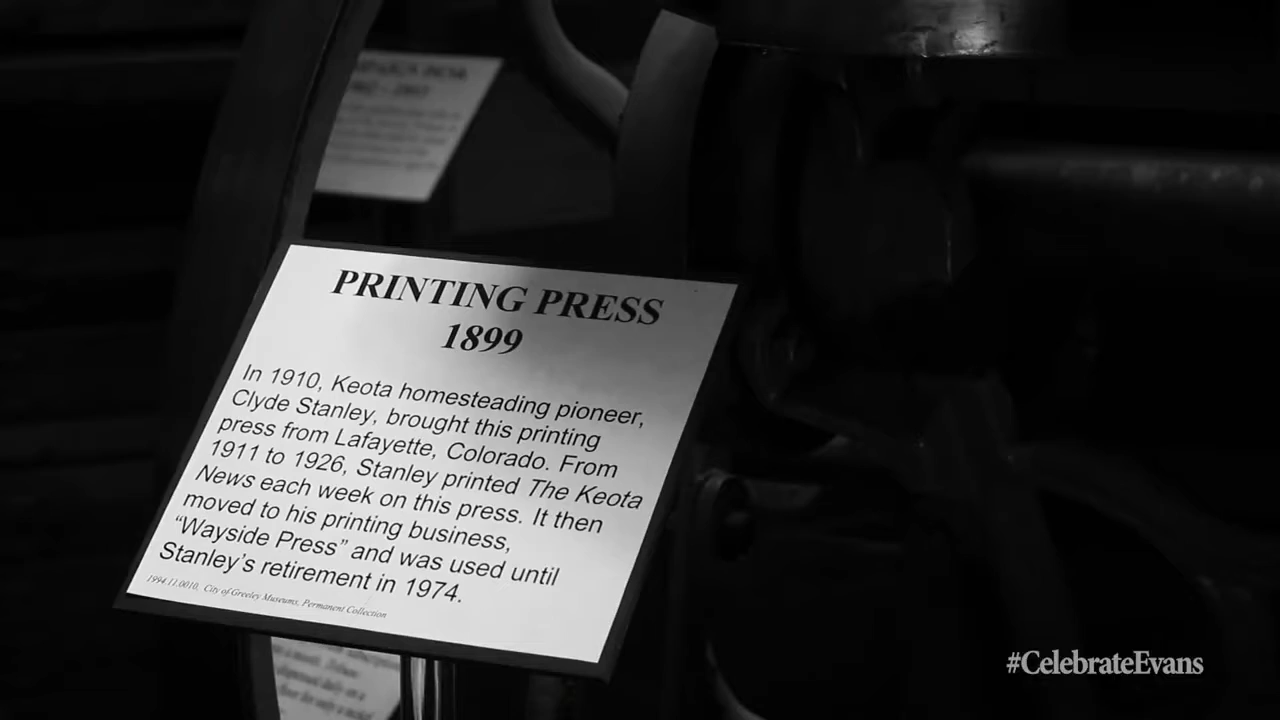 PRINTING PRESS
1899
In 1910, Keota homesteading pioneer,
Clyde Stanley, brought this printing
press from Lafayette, Colorado. From
1911 to 1926, Stanley printed The Keota
News each week on this press. It then
moved to his printing business,
“Wayside Press” and was used until
Stanley’s retirement in 1974.
1994.11.0010, City of Greeley Museums, Permanent Collection
#CelebrateEvans